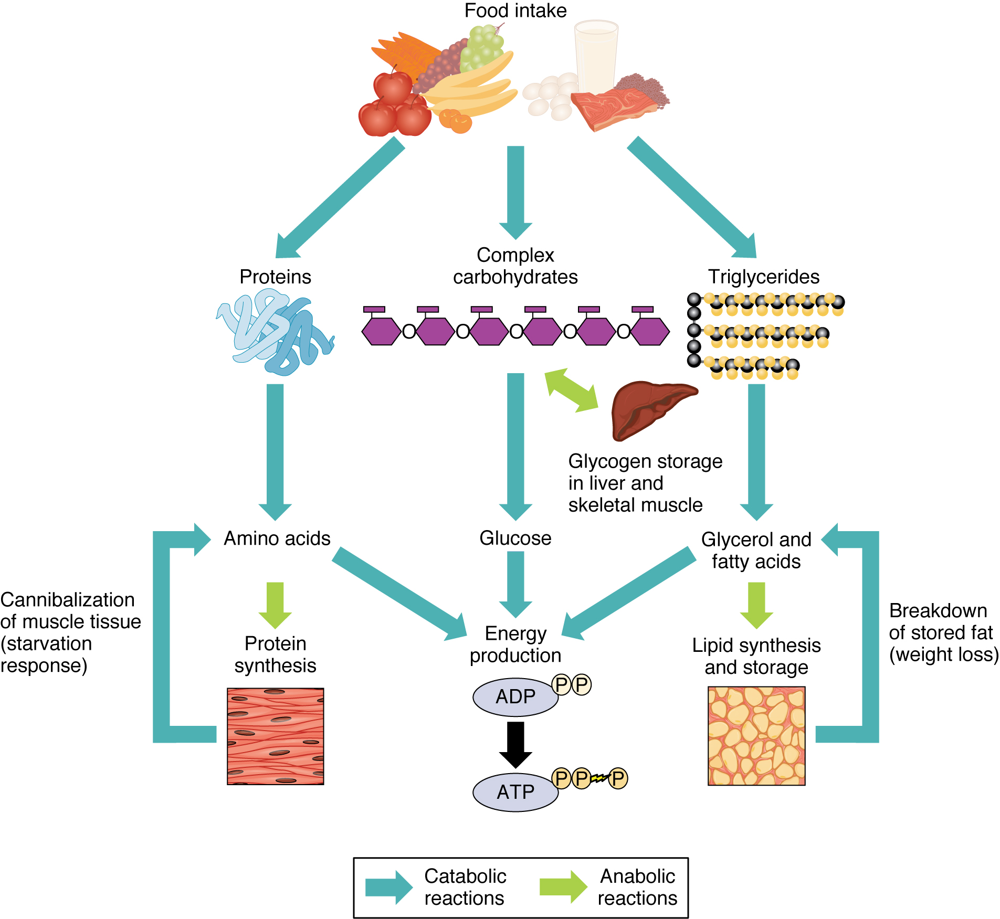 Food intake
Proteins
Complex
carbohydrates
Triglycerides
O
O
O
O
O
Glycogen storage
in liver and
skeletal muscle
Amino acids
Glucose
Glycerol and
fatty acids
Cannibalization
of muscle tissue
(starvation
response)
Protein
synthesis
Energy
production
Lipid synthesis
and storage
Breakdown
of stored fat
(weight loss)
ADP
P P
ATP
P P P
Catabolic
reactions
Anabolic
reactions